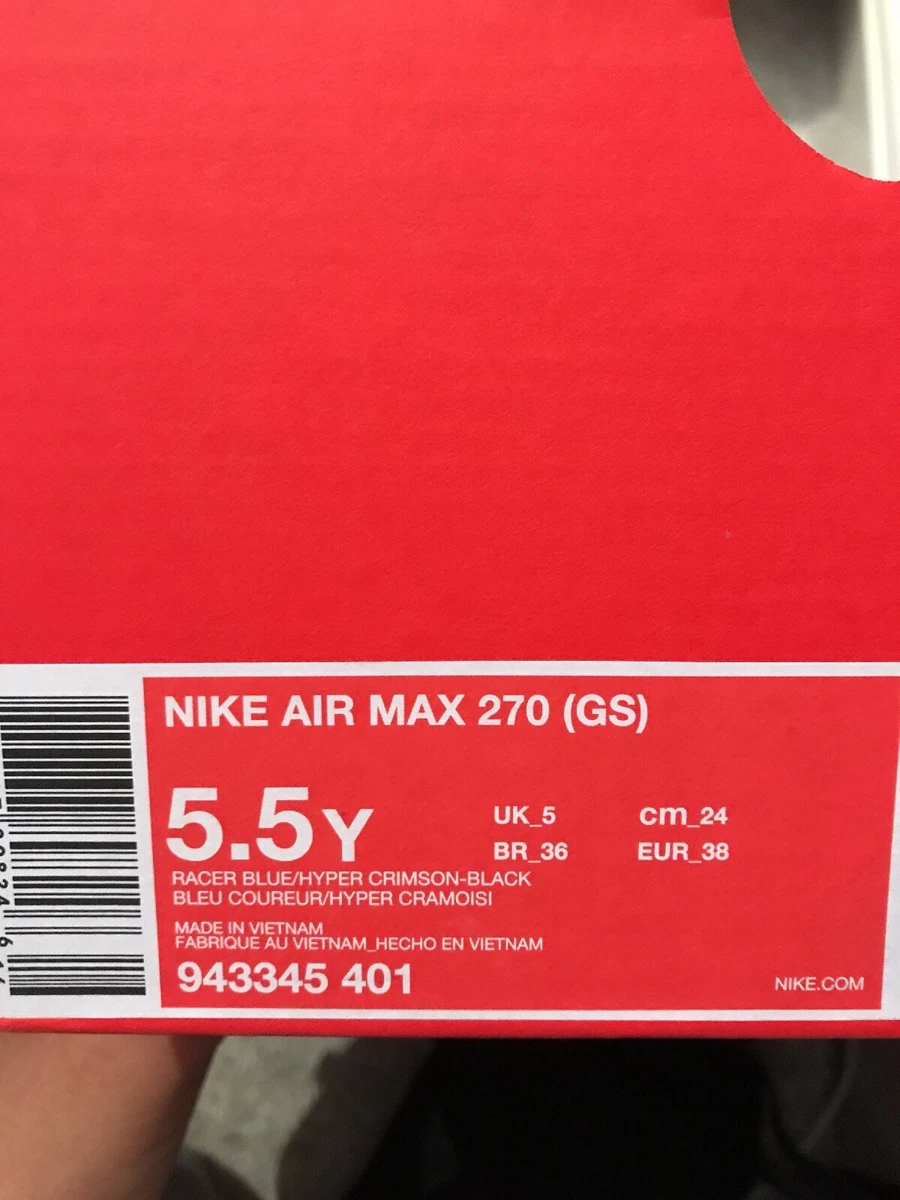 NIKE AIR MAX 270 (GS)
5.5Y
UK_5 cm_24
BR_36 EUR_38
RACER BLUE/HYPER CRIMSON-BLACK
BLEU COUREUR/HYPER CRAMOISI
MADE IN VIETNAM
FABRIQUE AU VIETNAM_HECHO EN VIETNAM
943345 401
NIKE.COM